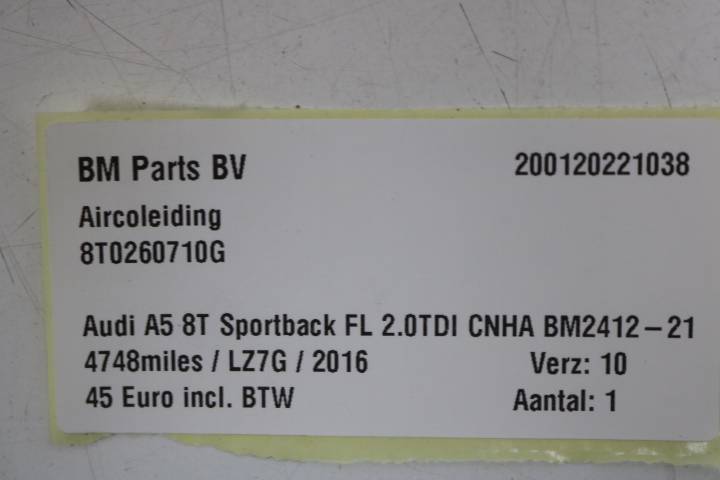 BM Parts BV 200120221038
Aircoleiding
8T0260710G
Audi A5 8T Sportback FL 2.0TDI CNHA BM2412-21
4748miles / LZ7G / 2016 Verz: 10
45 Euro incl. BTW Aantal: 1